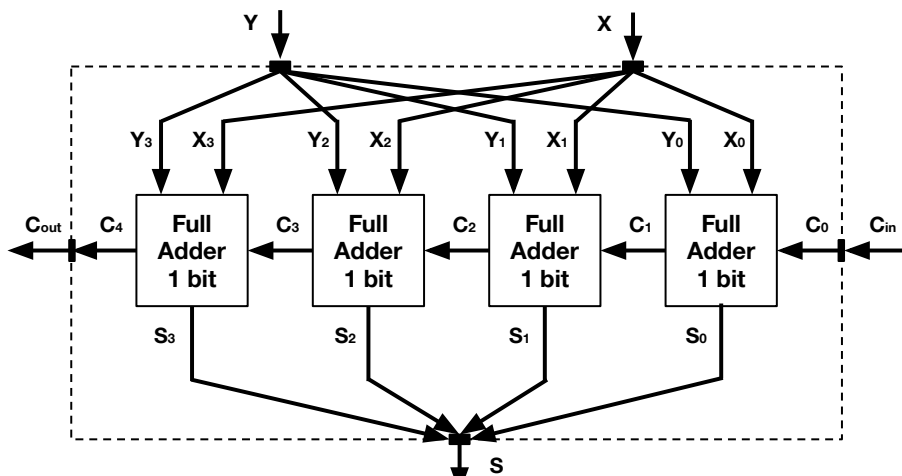 Y X
Y3 X3 Y2 X2 Y1 X1 Y0 X0
Cout C4 Full Adder 1 bit C3 Full Adder 1 bit C2 Full Adder 1 bit C1 Full Adder 1 bit C0 Cin
S3 S2 S1 S0
S